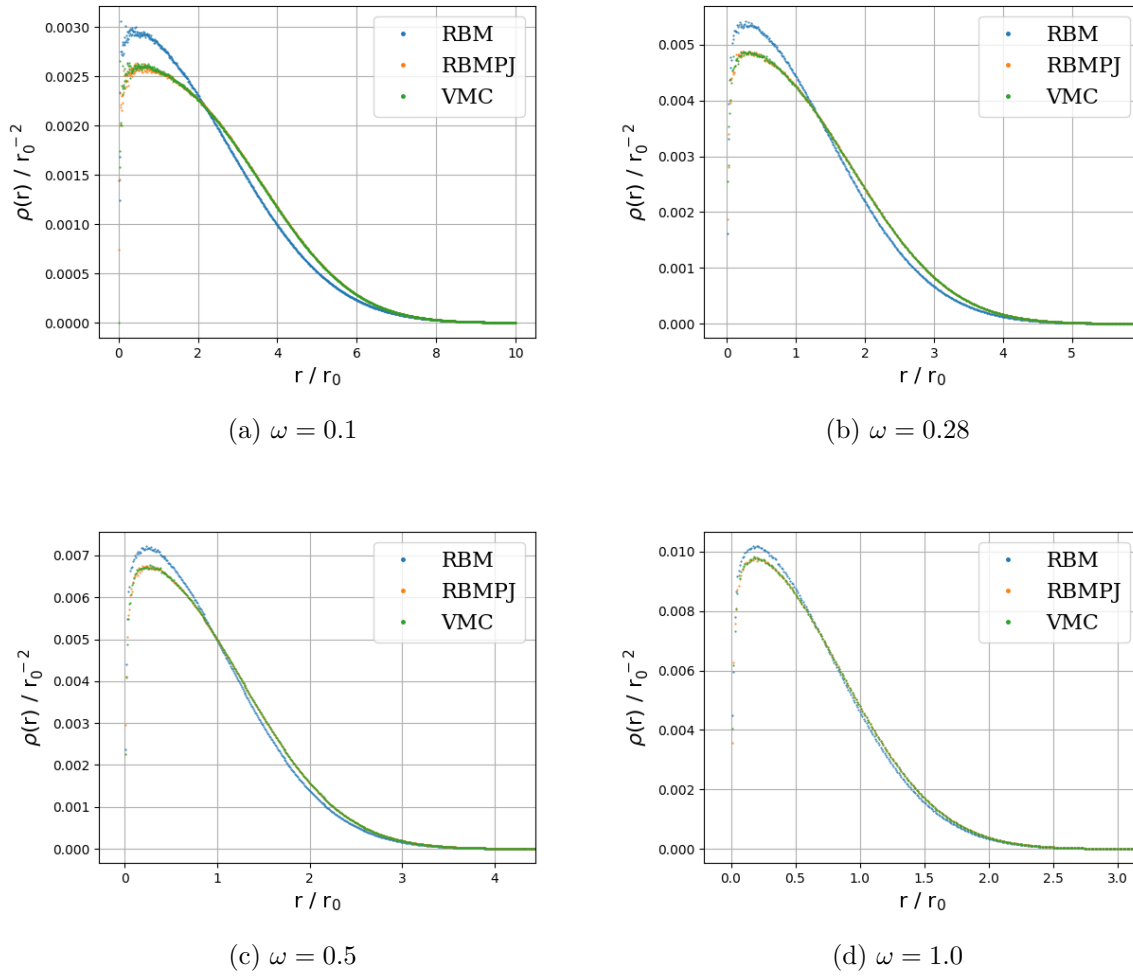 0.0030
0.0025
0.0020
0.0015
0.0010
0.0005
0.0000
ρ(r) / r₀⁻²
RBM
RBMPJ
VMC
0 2 4 6 8 10
r / r₀
(a) ω = 0.1
0.005
0.004
0.003
0.002
0.001
0.000
ρ(r) / r₀⁻²
RBM
RBMPJ
VMC
0 1 2 3 4 5
r / r₀
(b) ω = 0.28
0.007
0.006
0.005
0.004
0.003
0.002
0.001
0.000
ρ(r) / r₀⁻²
RBM
RBMPJ
VMC
0 1 2 3 4
r / r₀
(c) ω = 0.5
0.010
0.008
0.006
0.004
0.002
0.000
ρ(r) / r₀⁻²
RBM
RBMPJ
VMC
0.0 0.5 1.0 1.5 2.0 2.5 3.0
r / r₀
(d) ω = 1.0